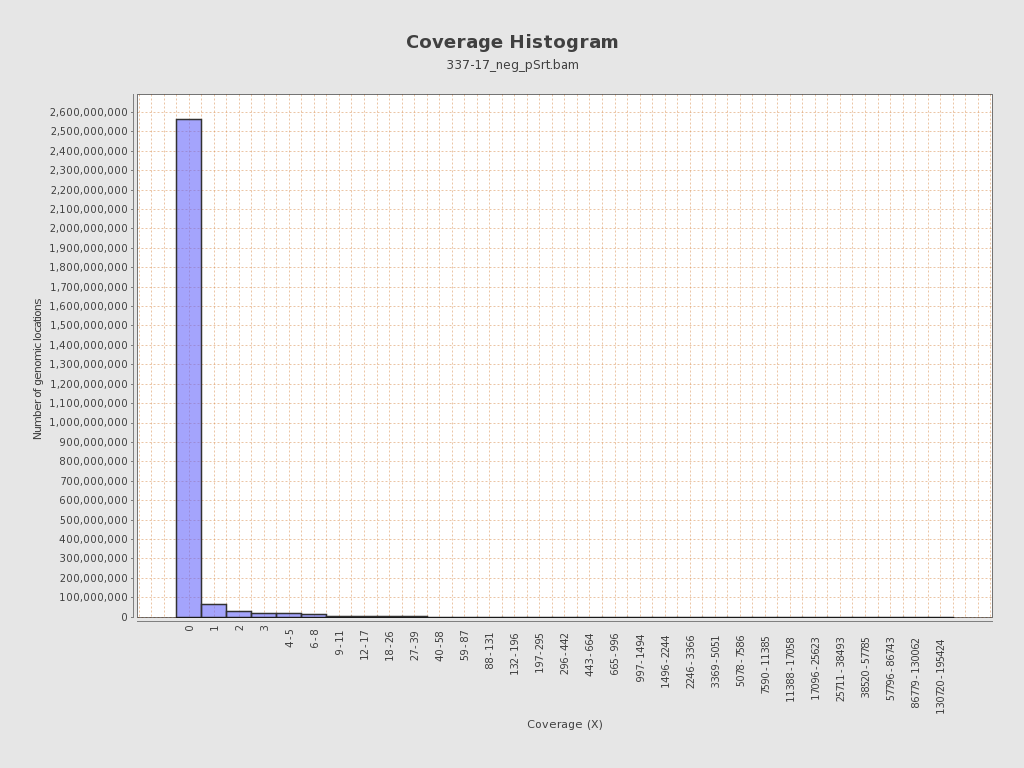 Coverage Histogram
337-17_neg_pSrt.bam
Number of genomic locations
2,600,000,000
2,500,000,000
2,400,000,000
2,300,000,000
2,200,000,000
2,100,000,000
2,000,000,000
1,900,000,000
1,800,000,000
1,700,000,000
1,600,000,000
1,500,000,000
1,400,000,000
1,300,000,000
1,200,000,000
1,100,000,000
1,000,000,000
900,000,000
800,000,000
700,000,000
600,000,000
500,000,000
400,000,000
300,000,000
200,000,000
100,000,000
0
0
1
2
3
4 - 5
6 - 8
9 - 11
12 - 17
18 - 26
27 - 39
40 - 58
59 - 87
88 - 131
132 - 196
197 - 295
296 - 442
443 - 664
665 - 996
997 - 1494
1496 - 2244
2246 - 3366
3369 - 5051
5078 - 7586
7590 - 11385
11388 - 17058
17096 - 25623
25711 - 38493
38520 - 57785
57796 - 86743
86779 - 130062
130720 - 195424
Coverage (X)